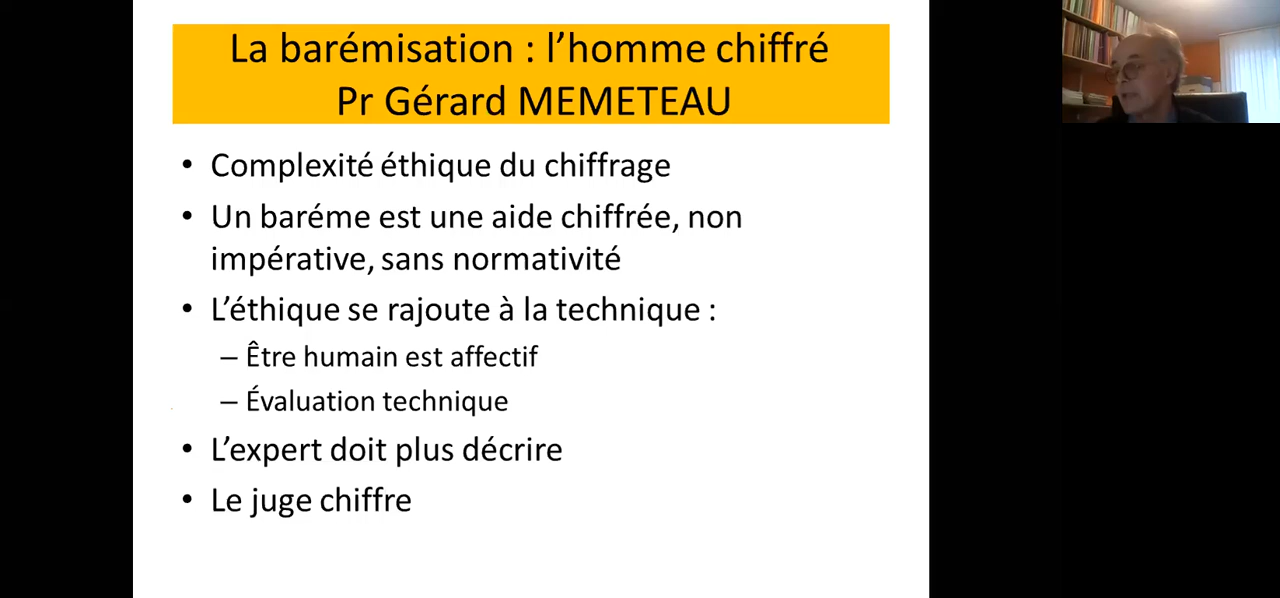 La barémisation : l’homme chiffré
Pr Gérard MEMETEAU
• Complexité éthique du chiffrage
• Un baréme est une aide chiffrée, non
impérative, sans normativité
• L’éthique se rajoute à la technique :
– Être humain est affectif
– Évaluation technique
• L’expert doit plus décrire
• Le juge chiffre